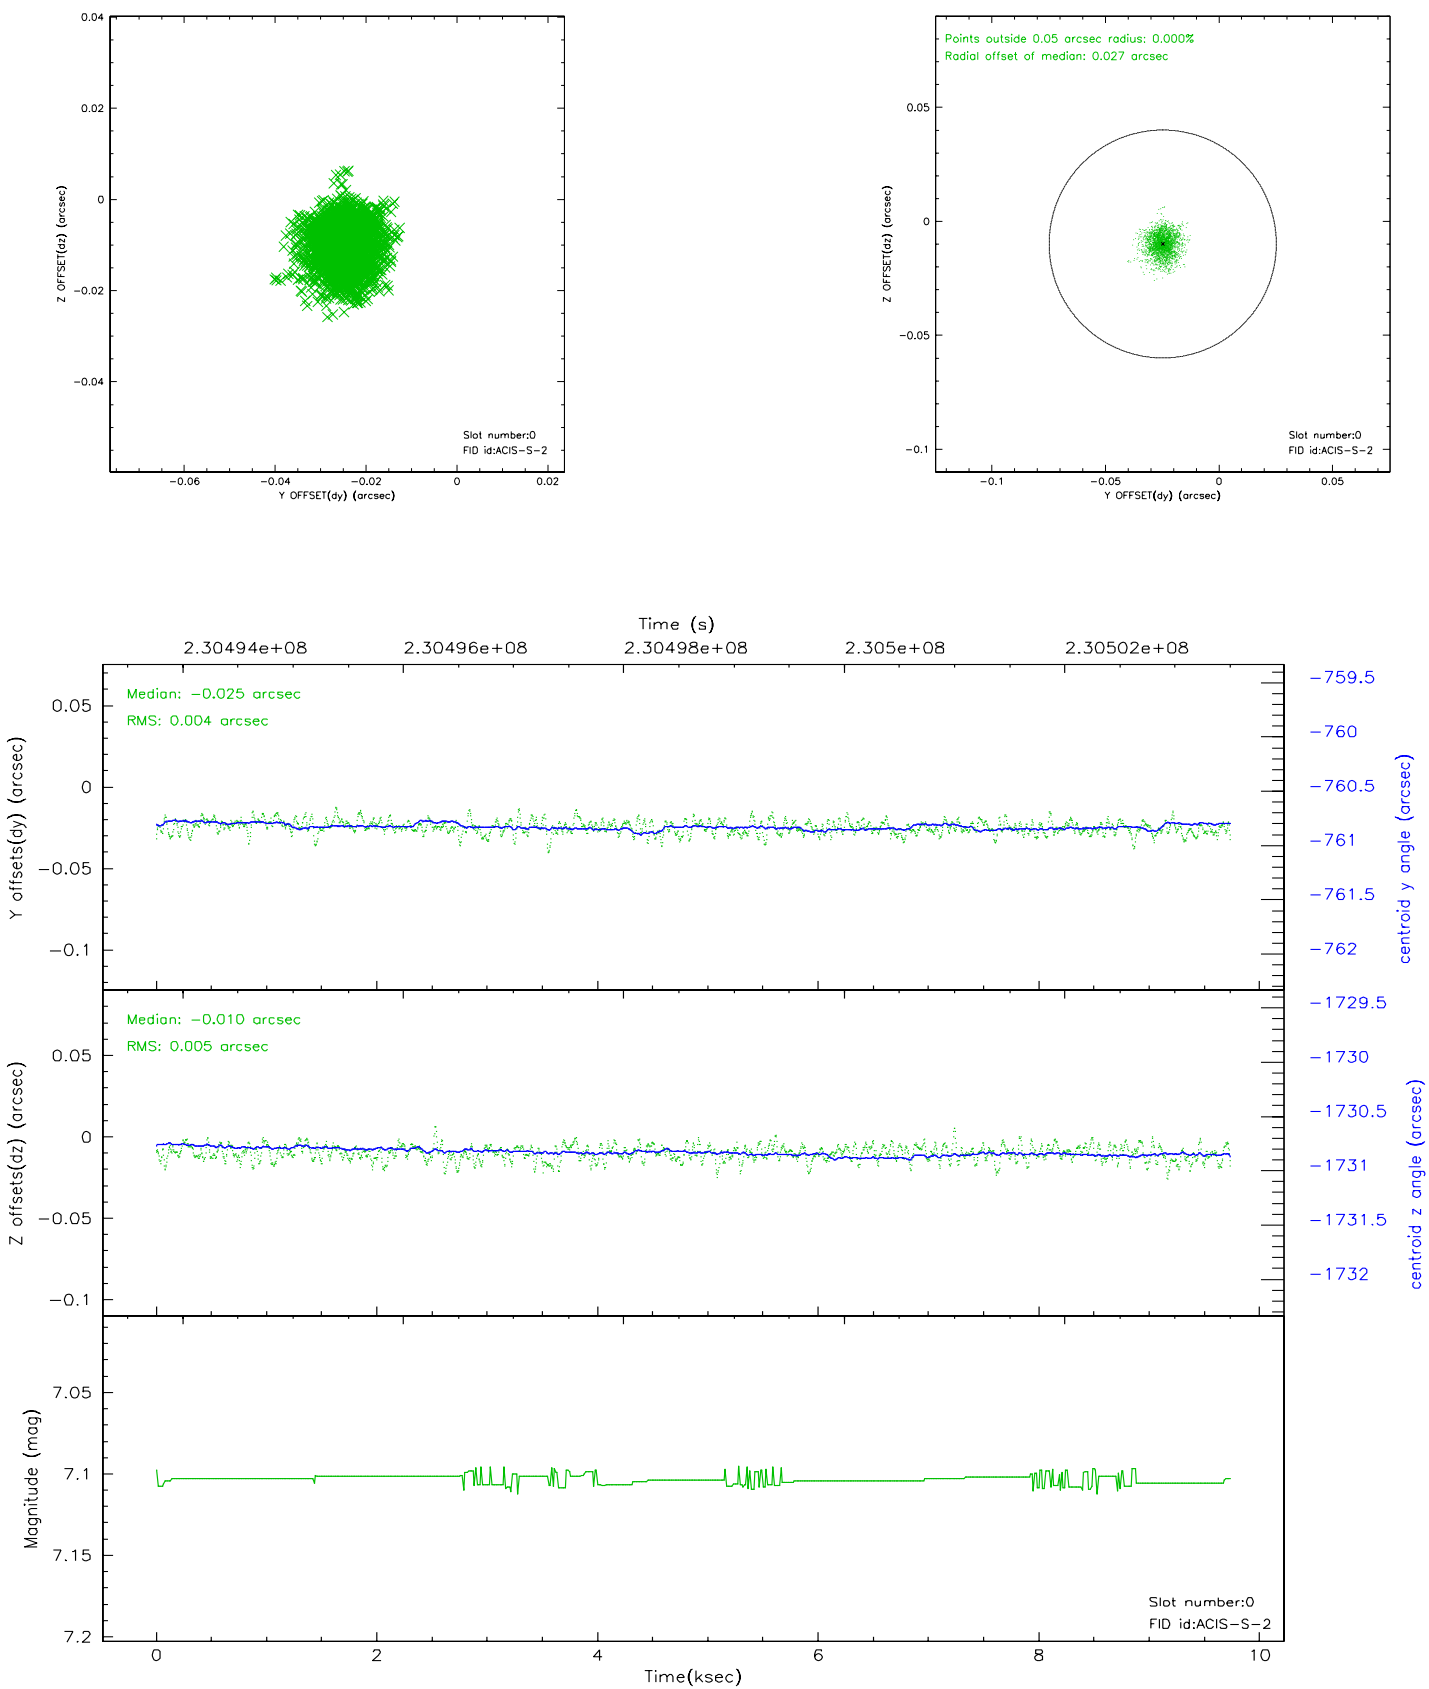 0.04
0.02
0
−0.02
−0.04
Z OFFSET(dz) (arcsec)
Slot number:0
FID id:ACIS−S−2
−0.06 −0.04 −0.02 0 0.02
Y OFFSET(dy) (arcsec)
Points outside 0.05 arcsec radius: 0.000%
Radial offset of median: 0.027 arcsec
0.05
0
−0.05
−0.1
Z OFFSET(dz) (arcsec)
Slot number:0
FID id:ACIS−S−2
−0.1 −0.05 0 0.05
Y OFFSET(dy) (arcsec)
Time (s)
2.30494e+08 2.30496e+08 2.30498e+08 2.305e+08 2.30502e+08
Median: −0.025 arcsec
RMS: 0.004 arcsec
0.05
0
−0.05
−0.1
Y offsets(dy) (arcsec)
−759.5
−760
−760.5
−761
−761.5
−762
centroid y angle (arcsec)
Median: −0.010 arcsec
RMS: 0.005 arcsec
0.05
0
−0.05
−0.1
Z offsets(dz) (arcsec)
−1729.5
−1730
−1730.5
−1731
−1731.5
−1732
centroid z angle (arcsec)
7.05
7.1
7.15
7.2
Magnitude (mag)
Slot number:0
FID id:ACIS−S−2
0 2 4 6 8 10
Time(ksec)